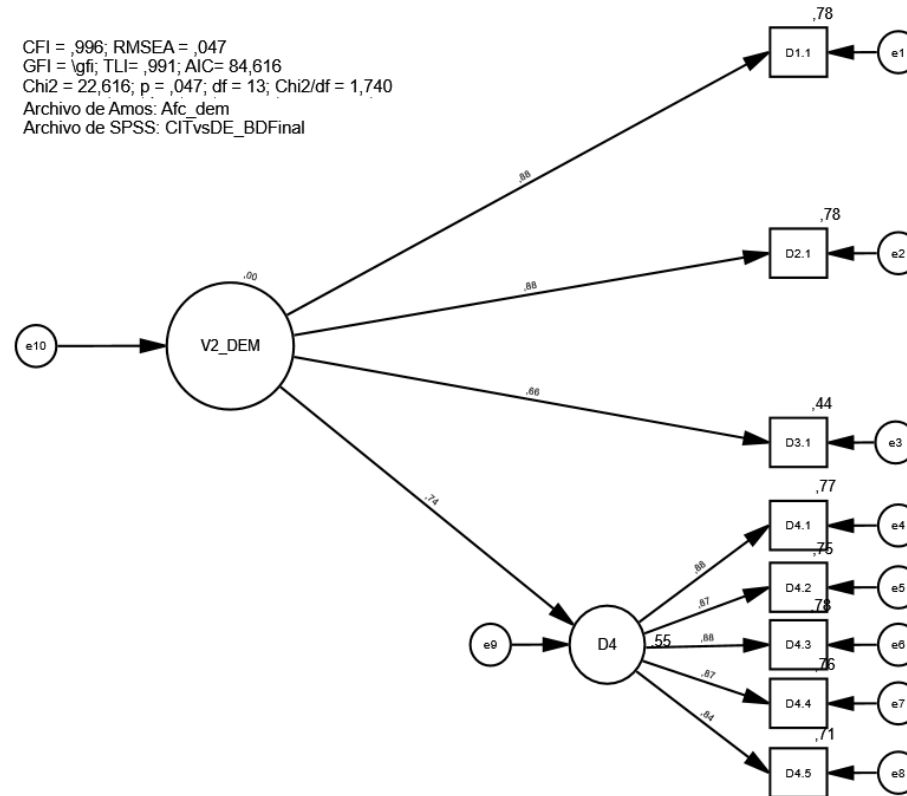 CFI = ,996; RMSEA = ,047
GFI = \gfi; TLI= ,991; AIC= 84,616
Chi2 = 22,616; p = ,047; df = 13; Chi2/df = 1,740
Archivo de Amos: Afc_dem
Archivo de SPSS: CITvsDE_BDFinal
,78
D1.1
e1
,88
,78
D2.1
e2
,88
,00
V2_DEM
e10
,66
,44
D3.1
e3
,74
,77
D4.1
e4
,88
,75
D4.2
e5
,87
,78
D4.3
e6
,88
,55
D4
e9
,76
D4.4
e7
,87
,71
D4.5
e8
,84